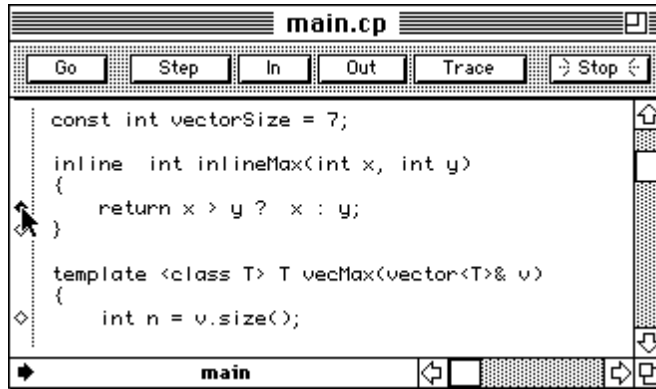 main.cp
Go Step In Out Trace Stop
const int vectorSize = 7;
inline  int inlineMax(int x, int y)
{
return x > y ?  x : y;
}
template <class T> T vecMax(vector<T>& v)
{
int n = v.size();
main